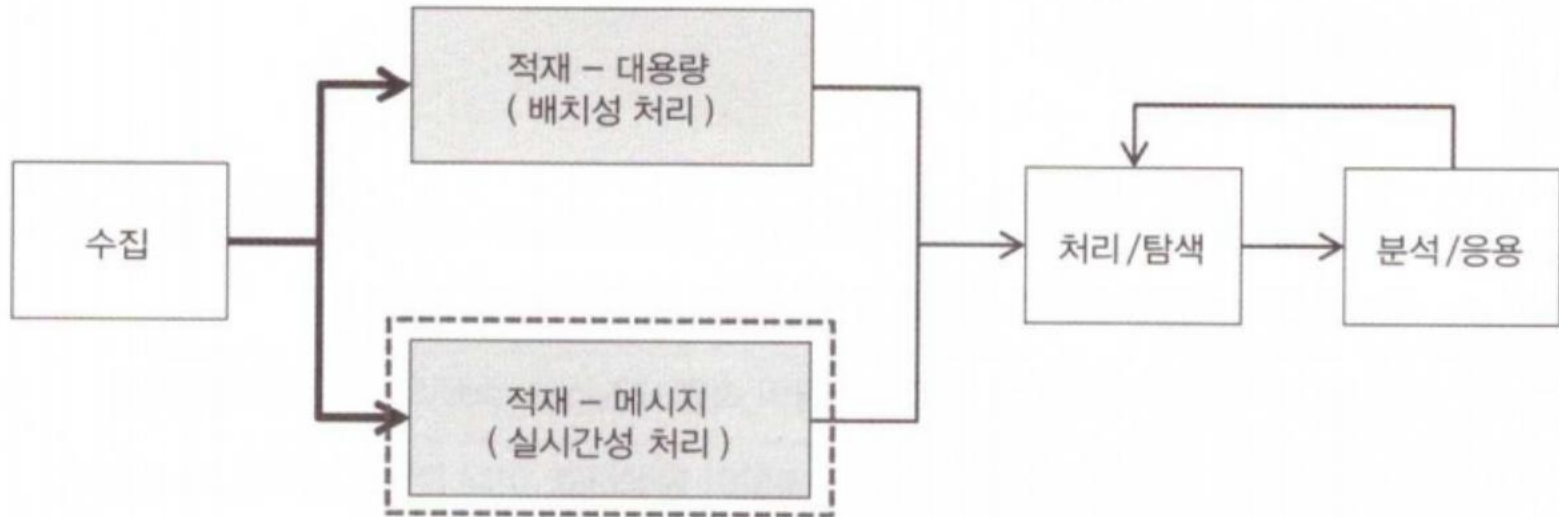 수집
적재 – 대용량
( 배치성 처리 )
적재 – 메시지
( 실시간성 처리 )
처리/탐색
분석/응용